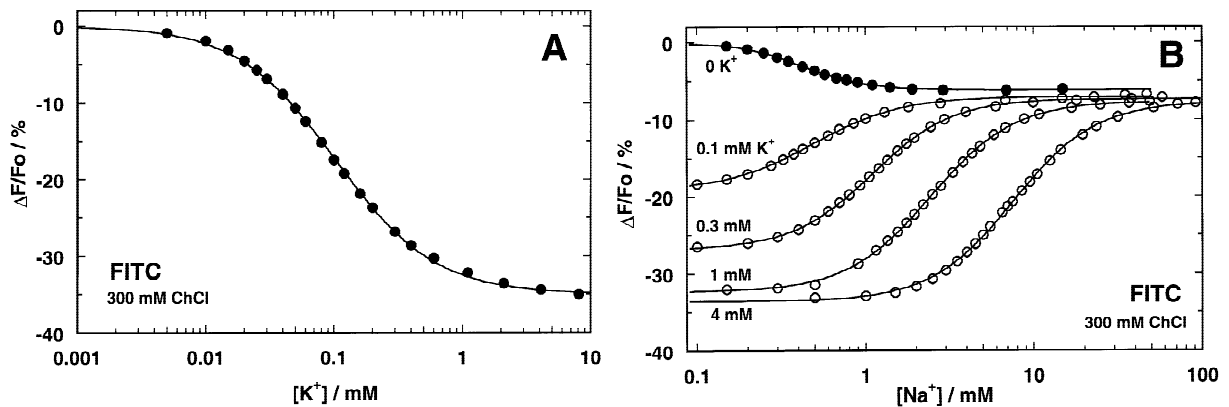 A
0
-10
-20
-30
-40
ΔF/Fo / %
FITC
300 mM ChCl
0.001
0.01
0.1
1
10
[K⁺] / mM
B
0
-10
-20
-30
-40
ΔF/Fo / %
0 K⁺
0.1 mM K⁺
0.3 mM
1 mM
4 mM
FITC
300 mM ChCl
0.1
1
10
100
[Na⁺] / mM